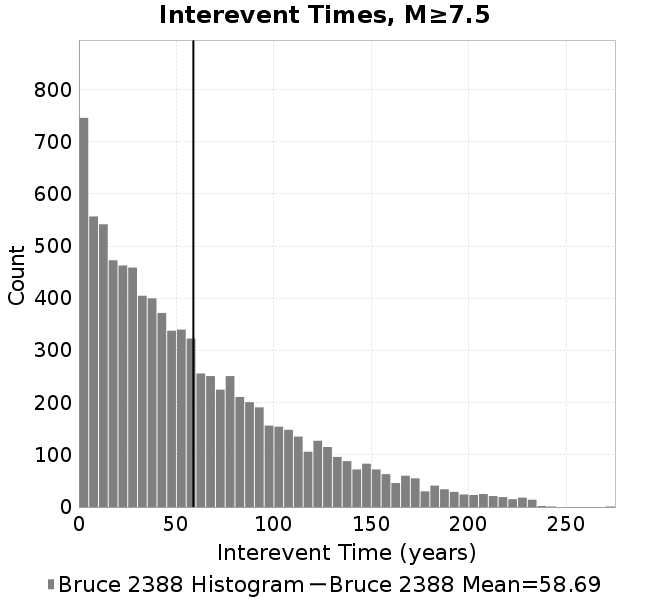 Interevent Times, M≥7.5
800
700
600
500
400
300
200
100
0
Count
0 50 100 150 200 250
Interevent Time (years)
Bruce 2388 Histogram Bruce 2388 Mean=58.69